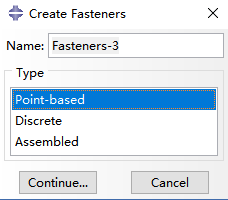 Create Fasteners
Name: Fasteners-3
Type
Point-based
Discrete
Assembled
Continue... Cancel